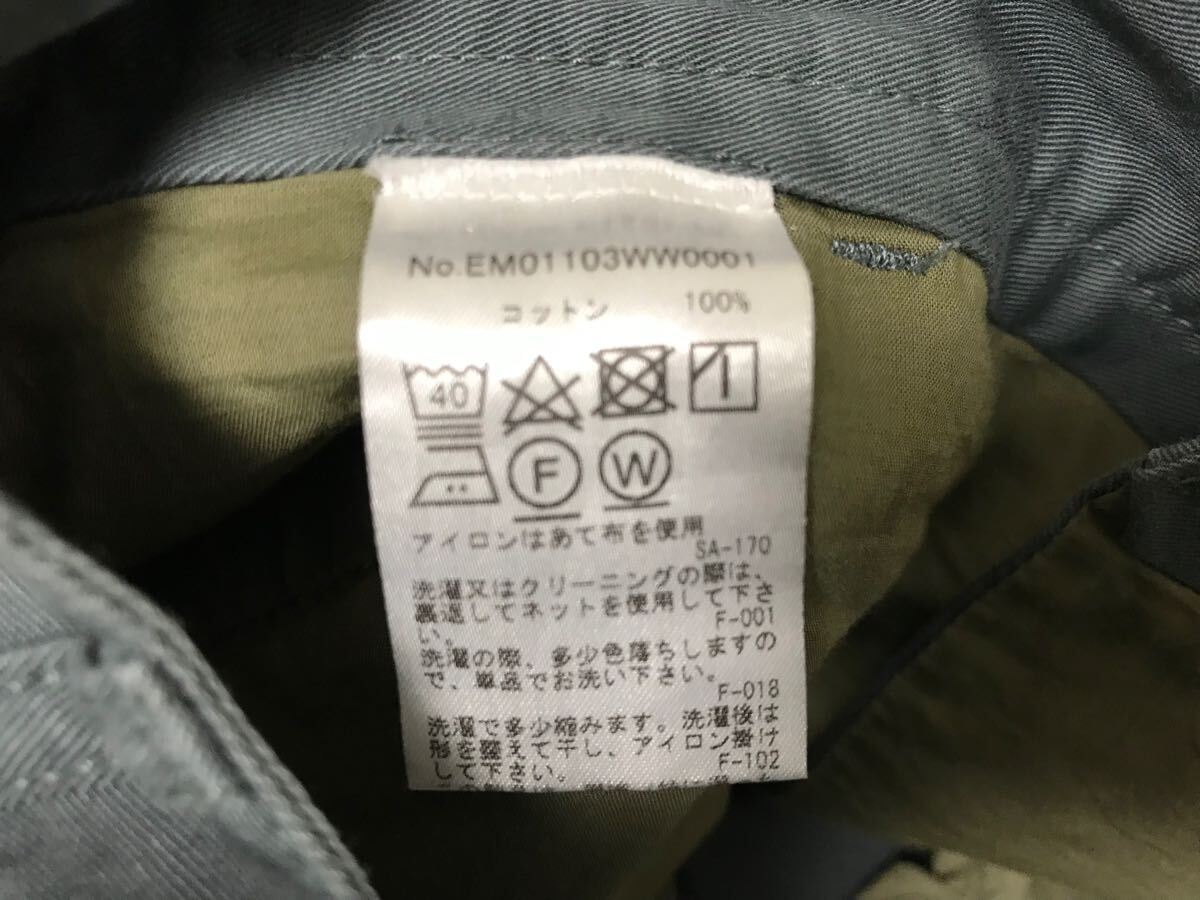 No.EM01103WW0001
コットン 100%
40
F W
アイロンはあて布を使用
SA-170
洗濯又はクリーニングの際は、
裏返してネットを使用して下さ
い。
F-001
洗濯の際、多少色落ちしますの
で、単品でお洗い下さい。
F-018
洗濯で多少縮みます。洗濯後は
形を整えて干し、アイロン掛け
して下さい。
F-102